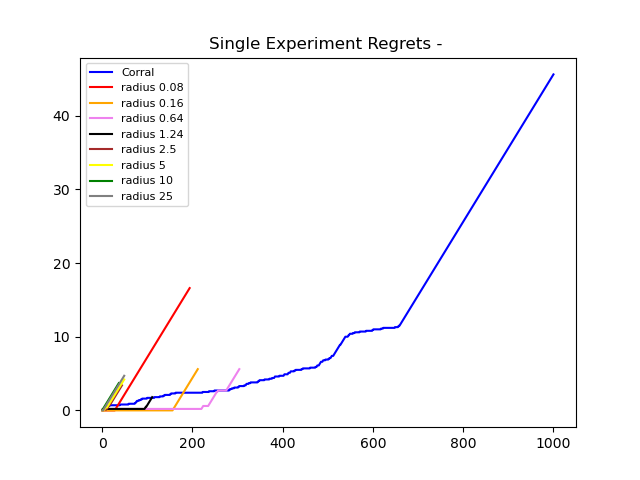 Single Experiment Regrets -
Corral
radius 0.08
radius 0.16
radius 0.64
radius 1.24
radius 2.5
radius 5
radius 10
radius 25
40
30
20
10
0
0 200 400 600 800 1000